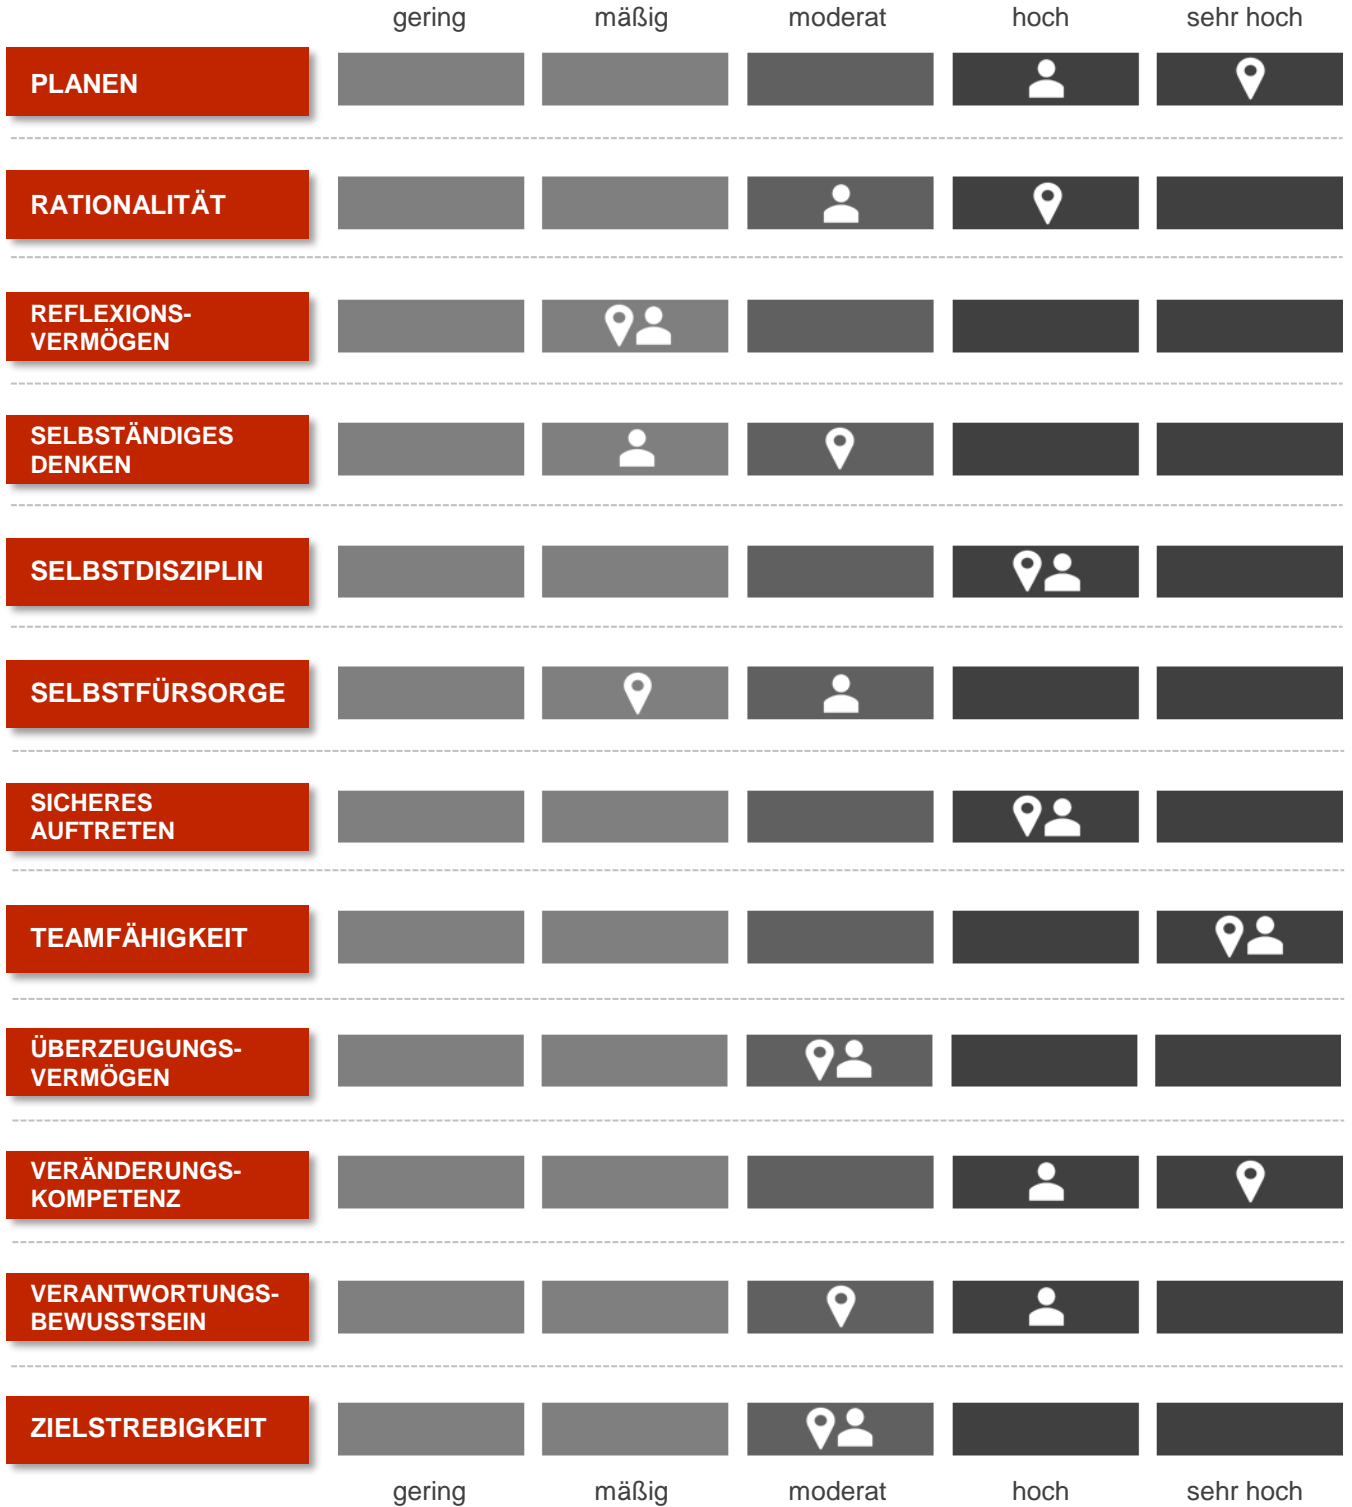 gering mäßig moderat hoch sehr hoch
PLANEN
RATIONALITÄT
REFLEXIONS-
VERMÖGEN
SELBSTÄNDIGES
DENKEN
SELBSTDISZIPLIN
SELBSTFÜRSORGE
SICHERES
AUFTRETEN
TEAMFÄHIGKEIT
ÜBERZEUGUNGS-
VERMÖGEN
VERÄNDERUNGS-
KOMPETENZ
VERANTWORTUNGS-
BEWUSSTSEIN
ZIELSTREBIGKEIT
gering mäßig moderat hoch sehr hoch